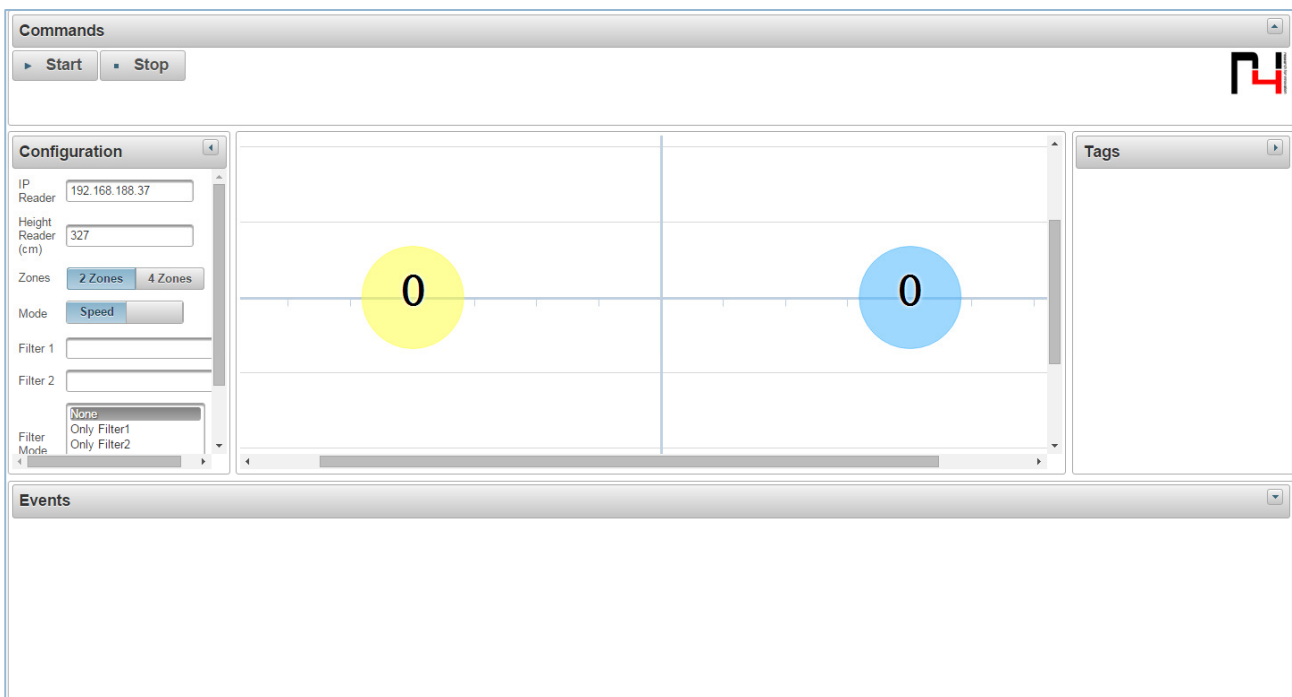 Commands
Start Stop
Configuration
IP
Reader
192.168.188.37
Height
Reader
(cm)
327
Zones 2 Zones 4 Zones
Mode Speed
Filter 1
Filter 2
Filter
Mode
None
Only Filter1
Only Filter2
0 0
Tags
Events